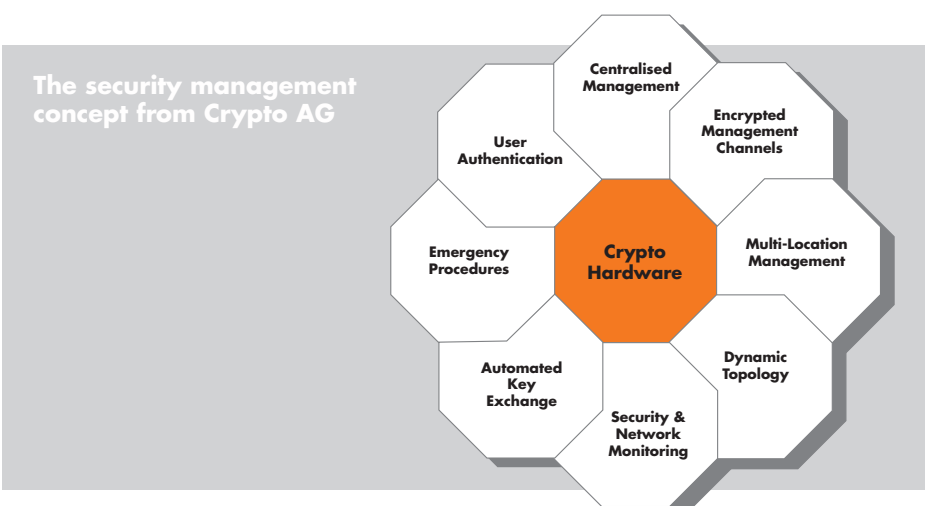 The security management
concept from Crypto AG
Centralised
Management
Encrypted
Management
Channels
User
Authentication
Multi-Location
Management
Emergency
Procedures
Crypto
Hardware
Dynamic
Topology
Automated
Key
Exchange
Security &
Network
Monitoring